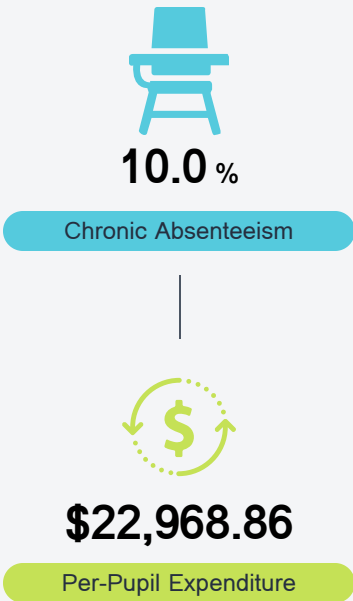 10.0 %
Chronic Absenteeism
$
$22,968.86
Per-Pupil Expenditure